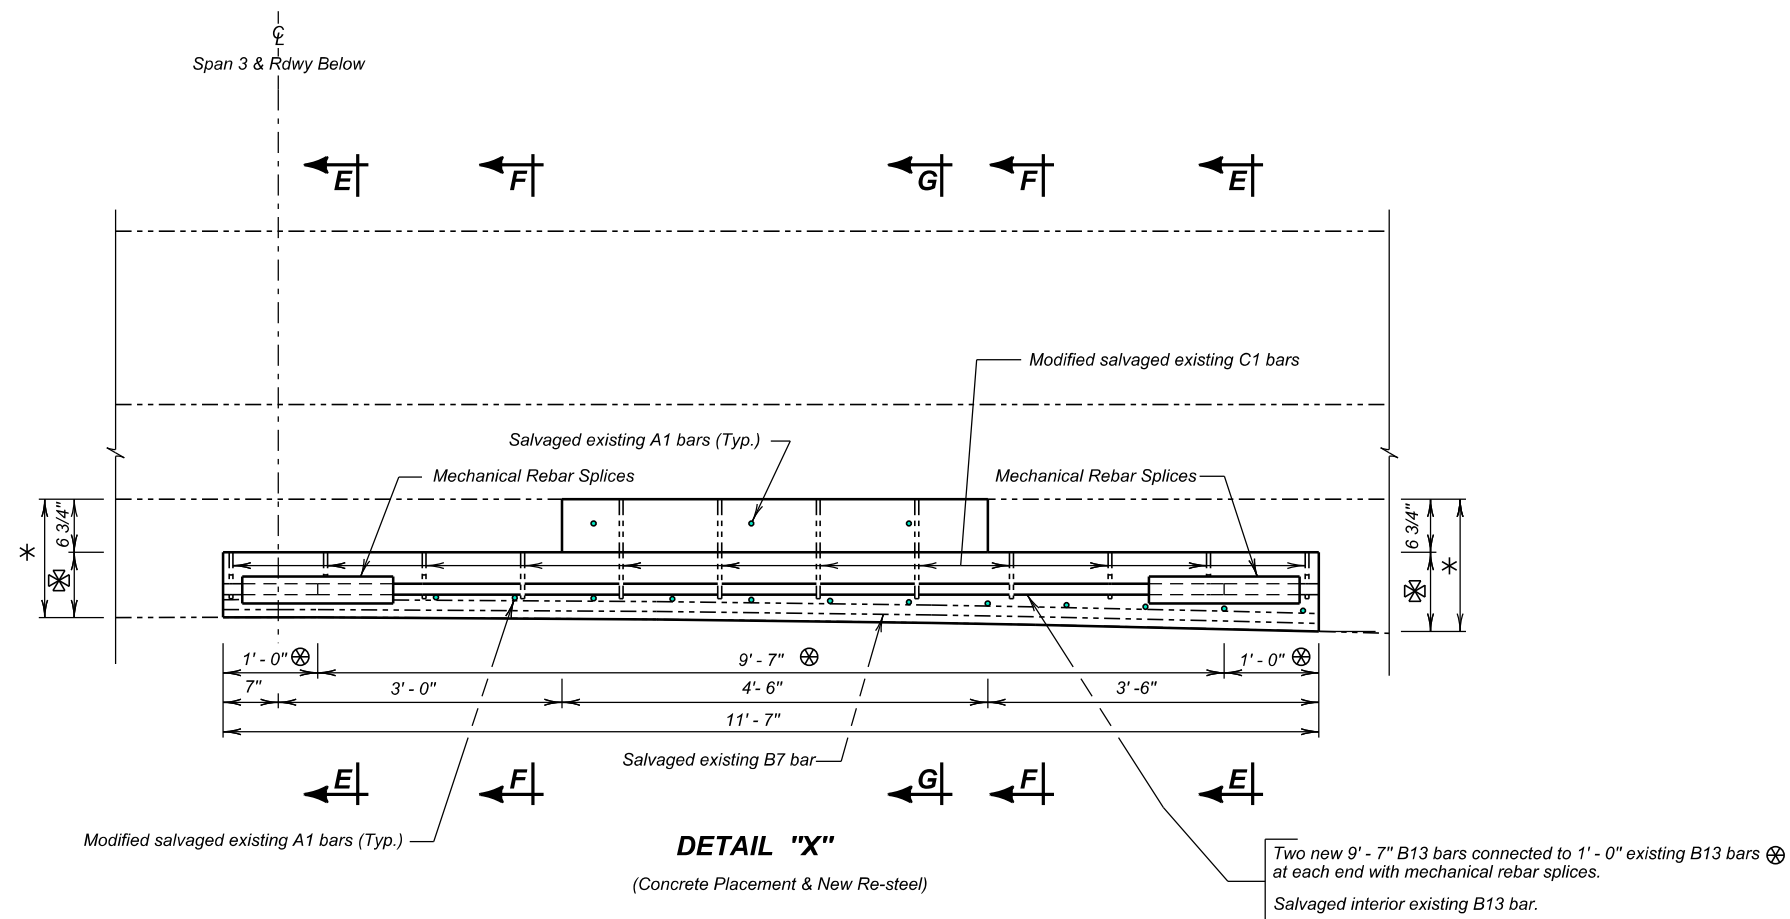 ℄
Span 3 & Rdwy Below
E F G F E
Modified salvaged existing C1 bars
Salvaged existing A1 bars (Typ.)
Mechanical Rebar Splices Mechanical Rebar Splices
6 3/4" 6 3/4"
1' - 0" 9' - 7" 1' - 0"
7" 3' - 0" 4'- 6" 3' -6"
11' - 7"
Salvaged existing B7 bar
E F G F E
Modified salvaged existing A1 bars (Typ.)
DETAIL "X"
(Concrete Placement & New Re-steel)
Two new 9' - 7" B13 bars connected to 1' - 0" existing B13 bars
at each end with mechanical rebar splices.
Salvaged interior existing B13 bar.